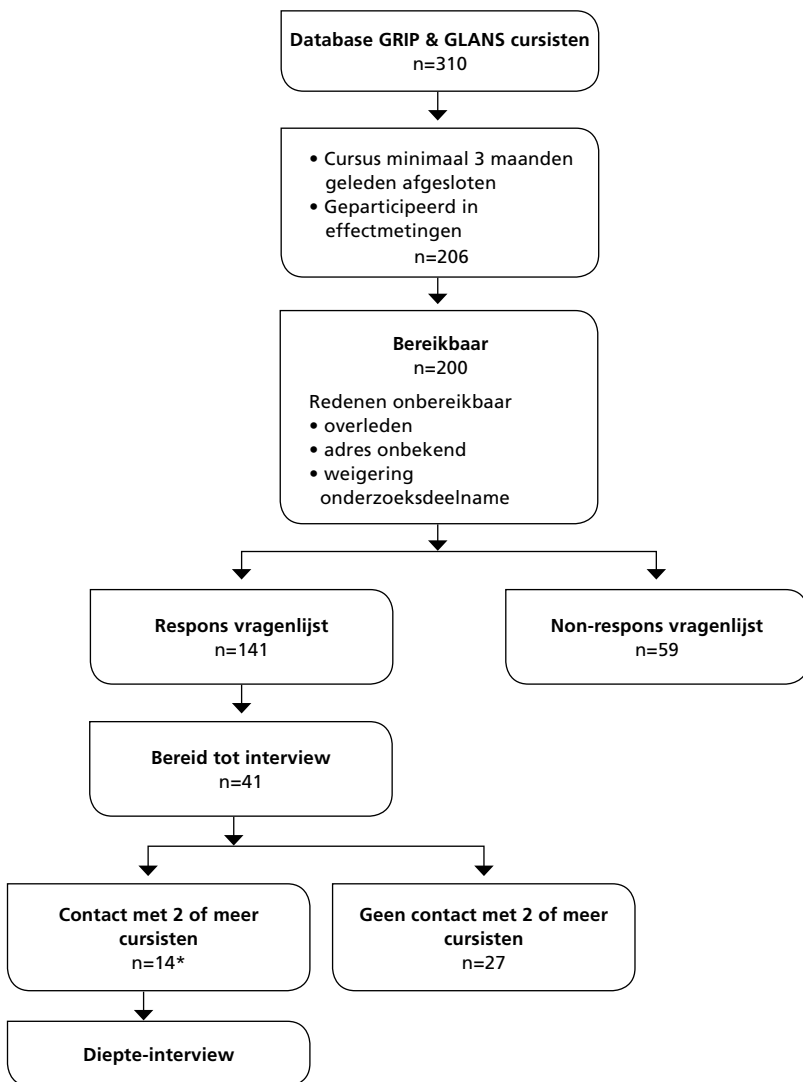 Database GRIP & GLANS cursisten
n=310
• Cursus minimaal 3 maanden
geleden afgesloten
• Geparticipeerd in
effectmetingen
n=206
Bereikbaar
n=200
Redenen onbereikbaar
• overleden
• adres onbekend
• weigering
onderzoeksdeelname
Respons vragenlijst
n=141
Non-respons vragenlijst
n=59
Bereid tot interview
n=41
Contact met 2 of meer
cursisten
n=14*
Geen contact met 2 of meer
cursisten
n=27
Diepte-interview